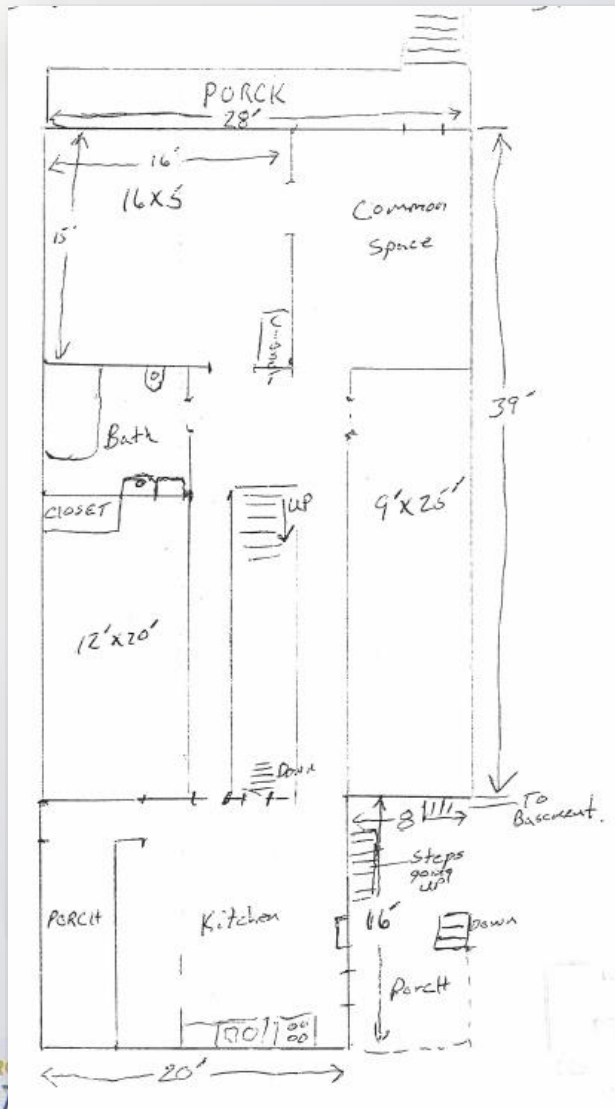 PORCK
28'
16'
16X5
15'
Common
Space
39'
Bath
CLOSET
UP
9'X25'
12'X20'
Down
8
To
Basement.
Steps
going
up
PORCH
Kitchen
16'
Down
Porch
20'